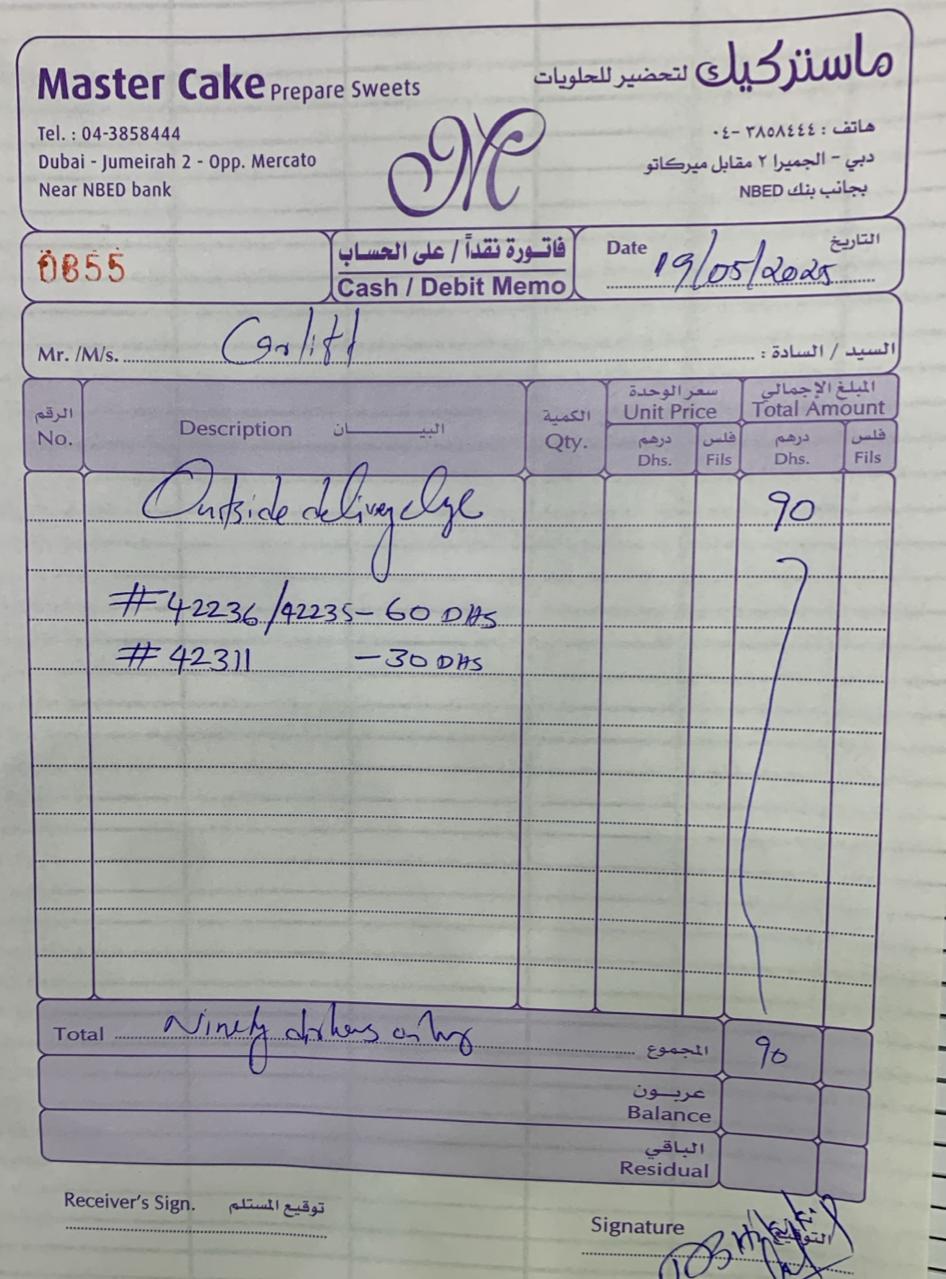 Master Cake Prepare Sweets
ماستركيك لتحضير للحلويات
Tel. : 04-3858444
هاتف : ٣٨٥٨٤٤٤ -٠٤
Dubai - Jumeirah 2 - Opp. Mercato
دبي - الجميرا ٢ مقابل ميركاتو
Near NBED bank
بجانب بنك NBED
0855
فاتورة نقداً / على الحساب
Cash / Debit Memo
Date 19/05/2025 التاريخ
Mr. /M/s. السيد / السادة :
الرقم البيان الكمية سعر الوحدة المبلغ الإجمالي
No. Description Qty. Unit Price Total Amount
درهم فلس درهم فلس
Dhs. Fils Dhs. Fils
Outside delivery 90
#42236/42235 - 60 DHS
#42311 - 30 DHS
Total Ninety dirhams only المجموع 90
عربون
Balance
الباقي
Residual
Receiver's Sign. توقيع المستلم
Signature التوقيع